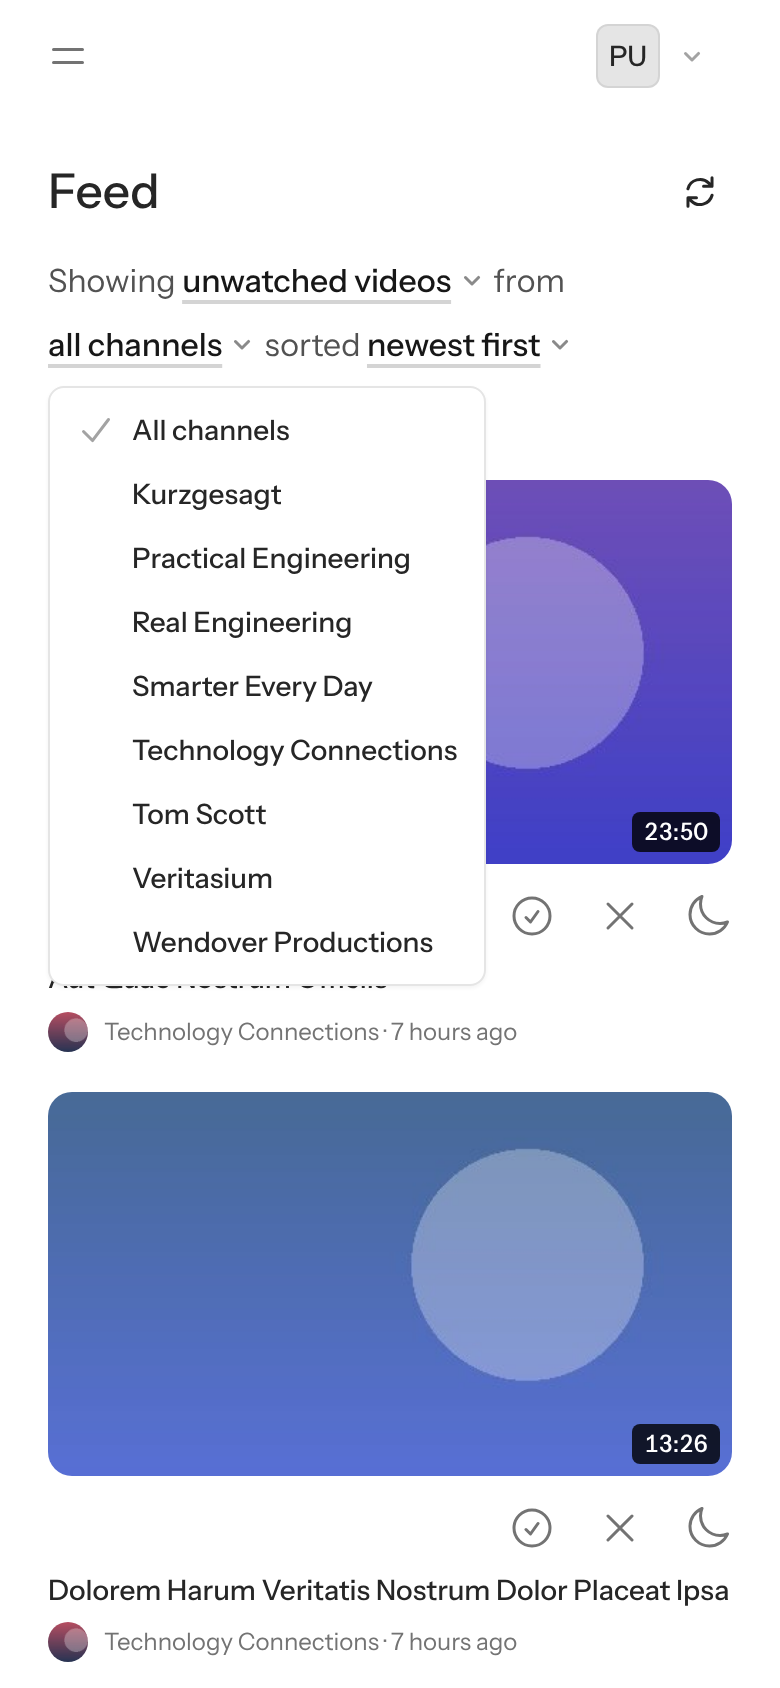 PU
Feed
Showing unwatched videos from
all channels sorted newest first
All channels
Kurzgesagt
Practical Engineering
Real Engineering
Smarter Every Day
Technology Connections
Tom Scott
Veritasium
Wendover Productions
23:50
Technology Connections · 7 hours ago
13:26
Dolorem Harum Veritatis Nostrum Dolor Placeat Ipsa
Technology Connections · 7 hours ago